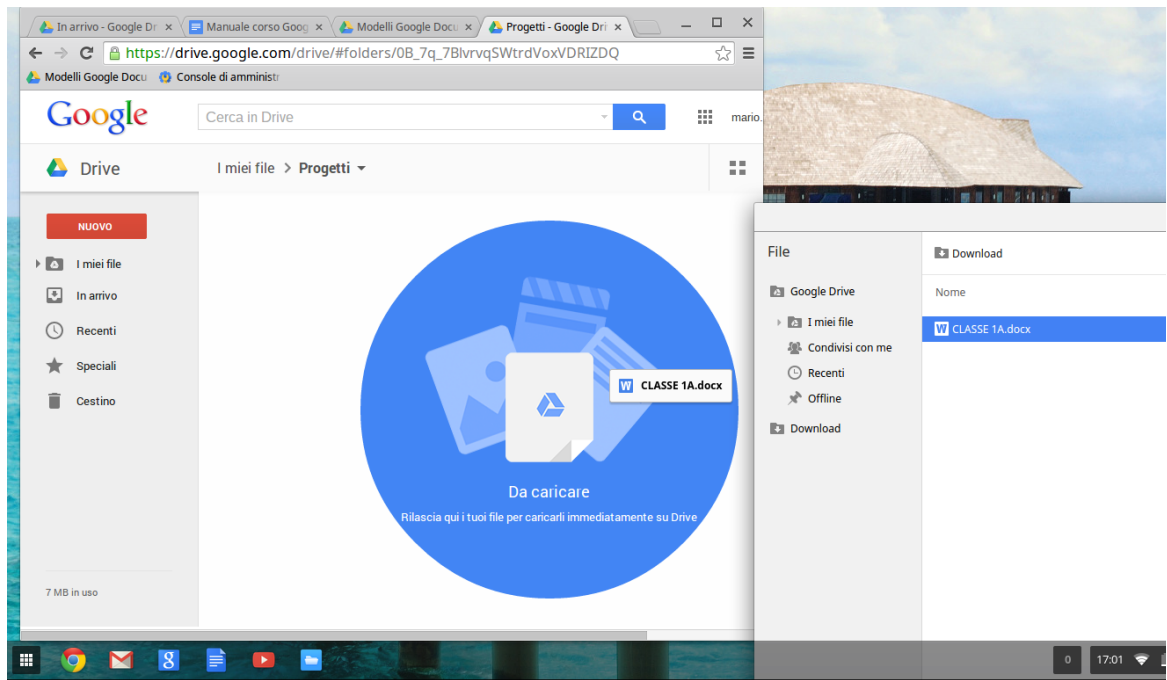 In arrivo - Google Dr
Manuale corso Goog
Modelli Google Docu
Progetti - Google Dri
https://drive.google.com/drive/#folders/0B_7q_7BlvrvqSWtrdVoxVDRIZDQ
Modelli Google Docu
Console di amministr
Google
Cerca in Drive
mario.
Drive
I miei file > Progetti
NUOVO
I miei file
In arrivo
Recenti
Speciali
Cestino
7 MB in uso
CLASSE 1A.docx
Da caricare
Rilascia qui i tuoi file per caricarli immediatamente su Drive
File
Google Drive
I miei file
Condivisi con me
Recenti
Offline
Download
Download
Nome
W CLASSE 1A.docx
8
0
17:01